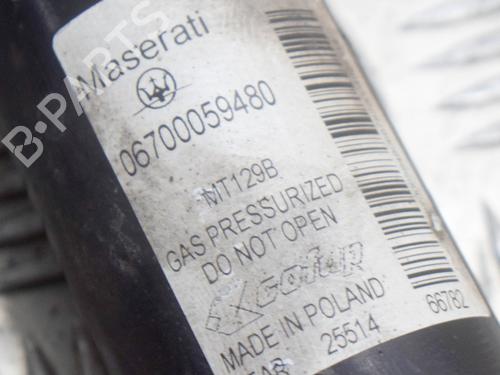 B-PARTS
Maserati
06700059480
MT129B
GAS PRESSURIZED
DO NOT OPEN
MADE IN POLAND
25514
66782